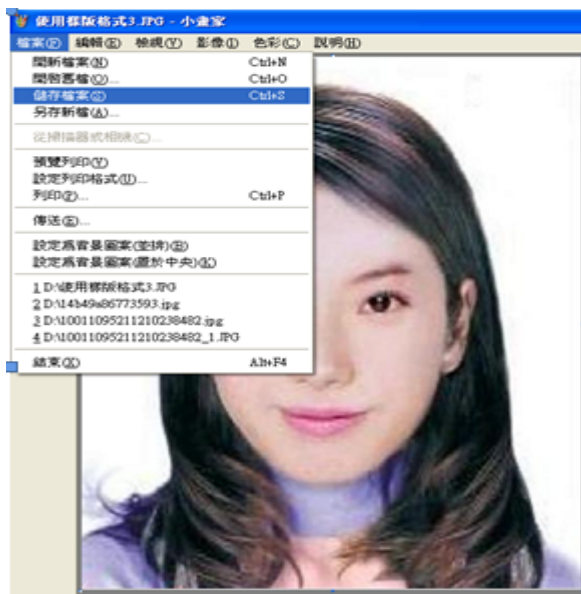 使用樣版格式3.JPG - 小畫家
檔案(F) 編輯(E) 檢視(V) 影像(I) 色彩(C) 說明(H)
開新檔案(N) Ctrl+N
開啟舊檔(O)... Ctrl+O
儲存檔案(S) Ctrl+S
另存新檔(A)...
從掃描器或相機(C)...
預覽列印(V)
設定列印格式(U)...
列印(P)... Ctrl+P
傳送(E)...
設定為背景圖案(並排)(B)
設定為背景圖案(置於中央)(K)
1 D:\使用樣版格式3.JPG
2 D:\14b49a86773593.jpg
3 D:\10011095211210238482.jpg
4 D:\10011095211210238482_1.JPG
結束(X) Alt+F4